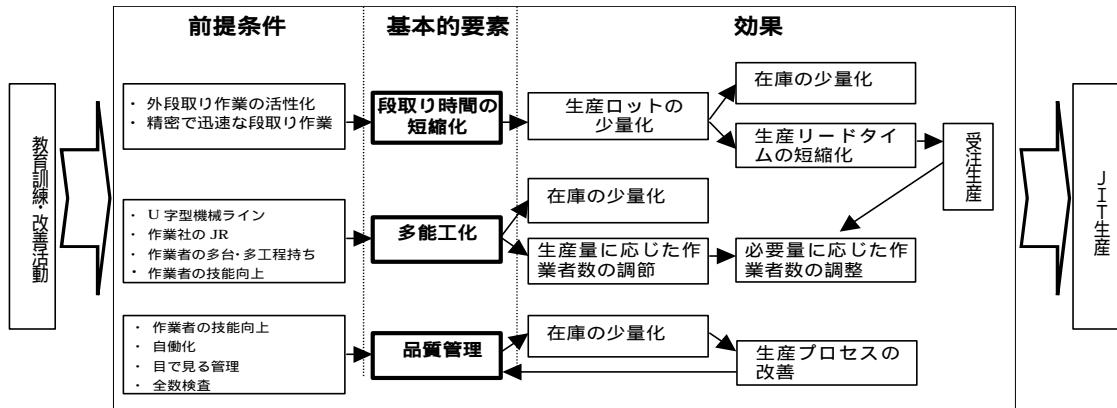 前提条件
基本的要素
効果
教育訓練・改善活動
・ 外段取り作業の活性化
・ 精密で迅速な段取り作業
段取り時間の
短縮化
生産ロットの
少量化
在庫の少量化
生産リードタイ
ムの短縮化
受注生産
・ U 字型機械ライン
・ 作業社の JR
・ 作業者の多台・多工程持ち
・ 作業者の技能向上
多能工化
在庫の少量化
生産量に応じた作
業者数の調節
必要量に応じた作
業者数の調整
・ 作業者の技能向上
・ 自働化
・ 目で見る管理
・ 全数検査
品質管理
在庫の少量化
生産プロセスの
改善
JIT生産